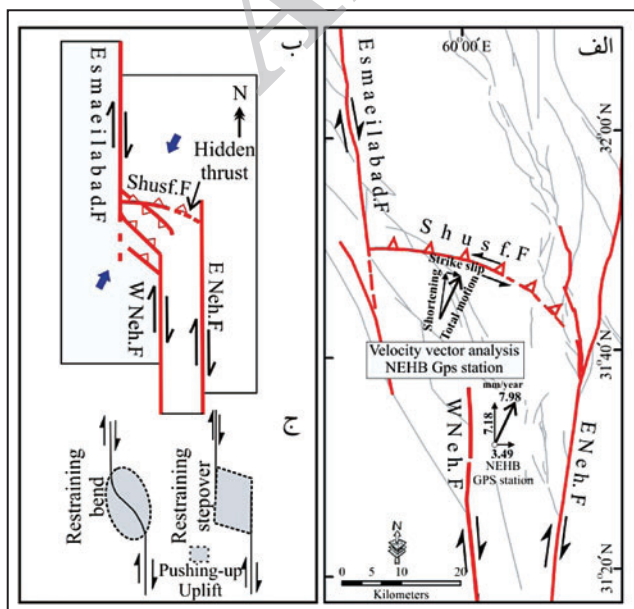 الف
60°00′E
Esmaeilabad.F
32°00′N
Shusf.F
Strike slip
Shortening
Total motion
31°40′N
Velocity vector analysis
NEHB Gps station
mm/year
7.98
7.18
3.49
NEHB
GPS station
W Neh.F
E Neh.F
31°20′N
N
0 5 10 20
Kilometers
ب
Esmaeilabad.F
N
Hidden
thrust
Shusf.F
W Neh.F
E Neh.F
ج
Restraining
bend
Restraining
stepover
Pushing-up
Uplift